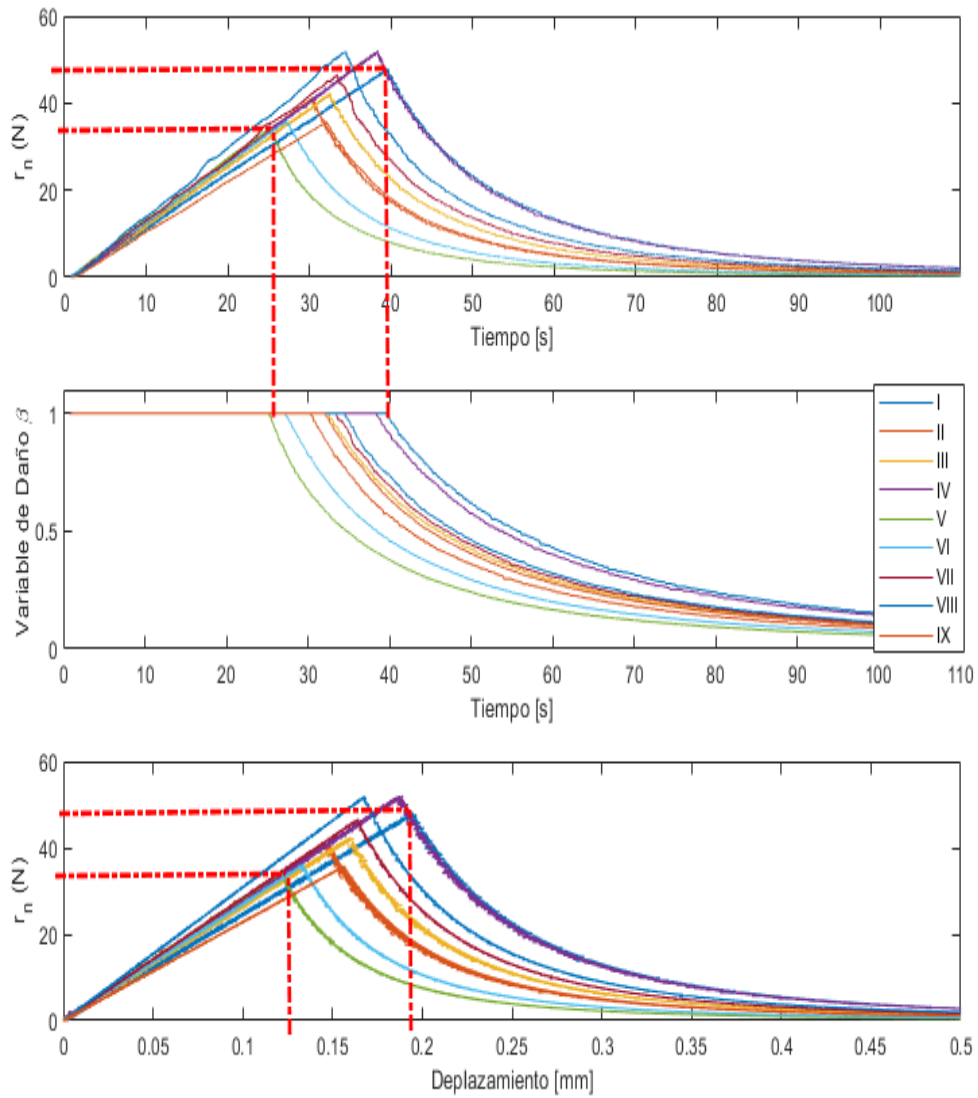 60
40
20
0
r_n (N)
0 10 20 30 40 50 60 70 80 90 100
Tiempo [s]
1
0.5
0
Variable de Daño β
0 10 20 30 40 50 60 70 80 90 100 110
Tiempo [s]
I
II
III
IV
V
VI
VII
VIII
IX
60
40
20
0
r_n (N)
0 0.05 0.1 0.15 0.2 0.25 0.3 0.35 0.4 0.45 0.5
Deplazamiento [mm]